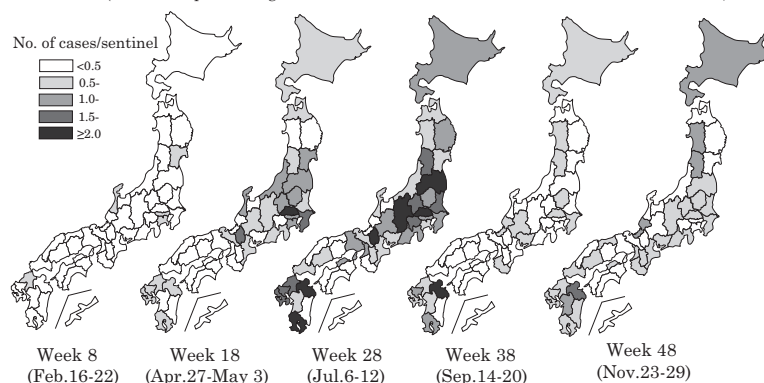 No. of cases/sentinel
<0.5
0.5-
1.0-
1.5-
≥2.0
Week 8
(Feb.16-22)
Week 18
(Apr.27-May 3)
Week 28
(Jul.6-12)
Week 38
(Sep.14-20)
Week 48
(Nov.23-29)